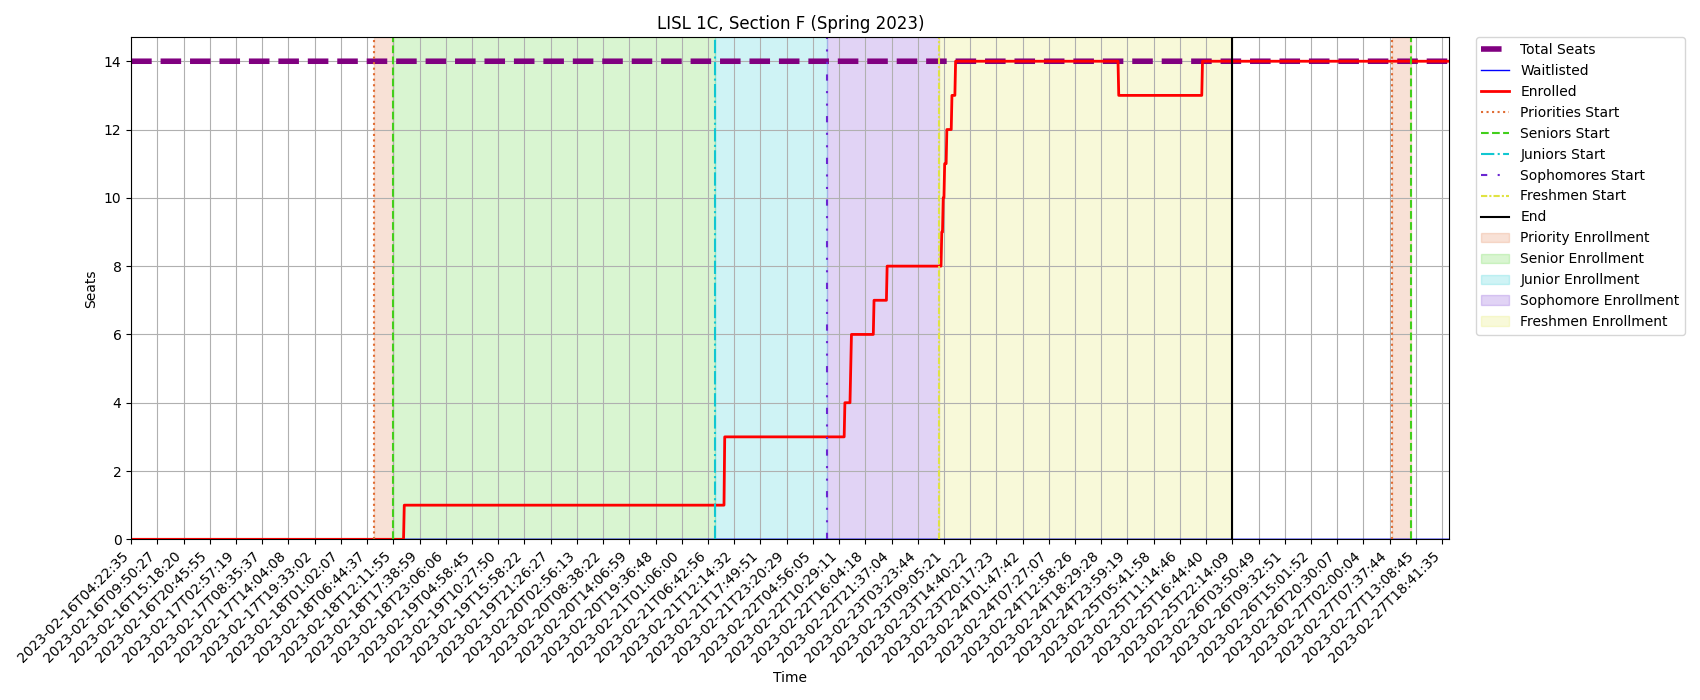 LISL 1C, Section F (Spring 2023)
Seats
14
12
10
8
6
4
2
0
2023-02-16T04:22:35
2023-02-16T09:50:27
2023-02-16T15:18:20
2023-02-16T20:45:55
2023-02-17T02:57:19
2023-02-17T08:35:37
2023-02-17T14:04:08
2023-02-17T19:33:02
2023-02-18T01:02:07
2023-02-18T06:44:37
2023-02-18T12:11:55
2023-02-18T17:38:59
2023-02-18T23:06:06
2023-02-19T04:58:45
2023-02-19T10:27:50
2023-02-19T15:58:22
2023-02-19T21:26:27
2023-02-20T02:56:13
2023-02-20T08:38:22
2023-02-20T14:06:59
2023-02-20T19:36:48
2023-02-21T01:06:00
2023-02-21T06:42:56
2023-02-21T12:14:32
2023-02-21T17:49:51
2023-02-21T23:20:29
2023-02-22T04:56:05
2023-02-22T10:29:11
2023-02-22T16:04:18
2023-02-22T21:37:04
2023-02-23T03:23:44
2023-02-23T09:05:21
2023-02-23T14:40:22
2023-02-23T20:17:23
2023-02-24T01:47:42
2023-02-24T07:27:07
2023-02-24T12:58:26
2023-02-24T18:29:28
2023-02-24T23:59:19
2023-02-25T05:41:58
2023-02-25T11:14:46
2023-02-25T16:44:40
2023-02-25T22:14:09
2023-02-26T03:50:49
2023-02-26T09:32:51
2023-02-26T15:01:52
2023-02-26T20:30:07
2023-02-27T02:00:04
2023-02-27T07:37:44
2023-02-27T13:08:45
2023-02-27T18:41:35
Time
Total Seats
Waitlisted
Enrolled
Priorities Start
Seniors Start
Juniors Start
Sophomores Start
Freshmen Start
End
Priority Enrollment
Senior Enrollment
Junior Enrollment
Sophomore Enrollment
Freshmen Enrollment